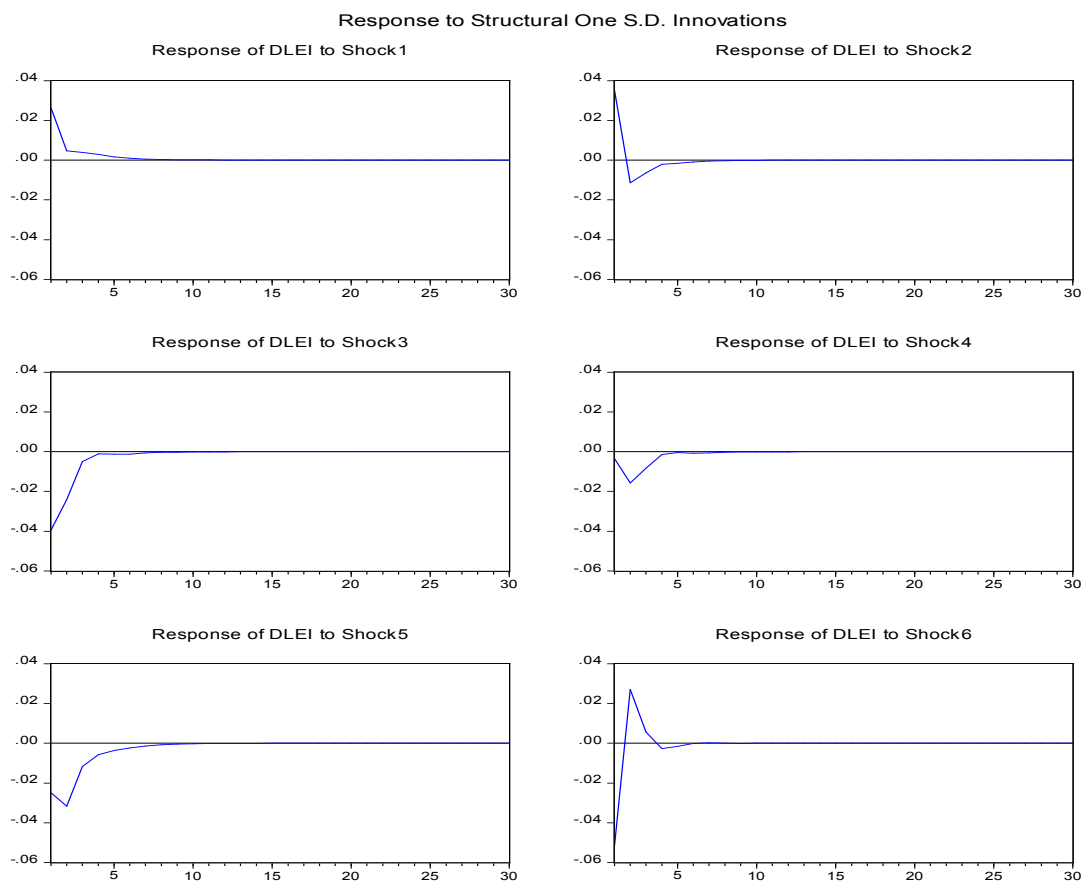 Response to Structural One S.D. Innovations
Response of DLEI to Shock1
.04
.02
.00
-.02
-.04
-.06
5 10 15 20 25 30
Response of DLEI to Shock2
.04
.02
.00
-.02
-.04
-.06
5 10 15 20 25 30
Response of DLEI to Shock3
.04
.02
.00
-.02
-.04
-.06
5 10 15 20 25 30
Response of DLEI to Shock4
.04
.02
.00
-.02
-.04
-.06
5 10 15 20 25 30
Response of DLEI to Shock5
.04
.02
.00
-.02
-.04
-.06
5 10 15 20 25 30
Response of DLEI to Shock6
.04
.02
.00
-.02
-.04
-.06
5 10 15 20 25 30